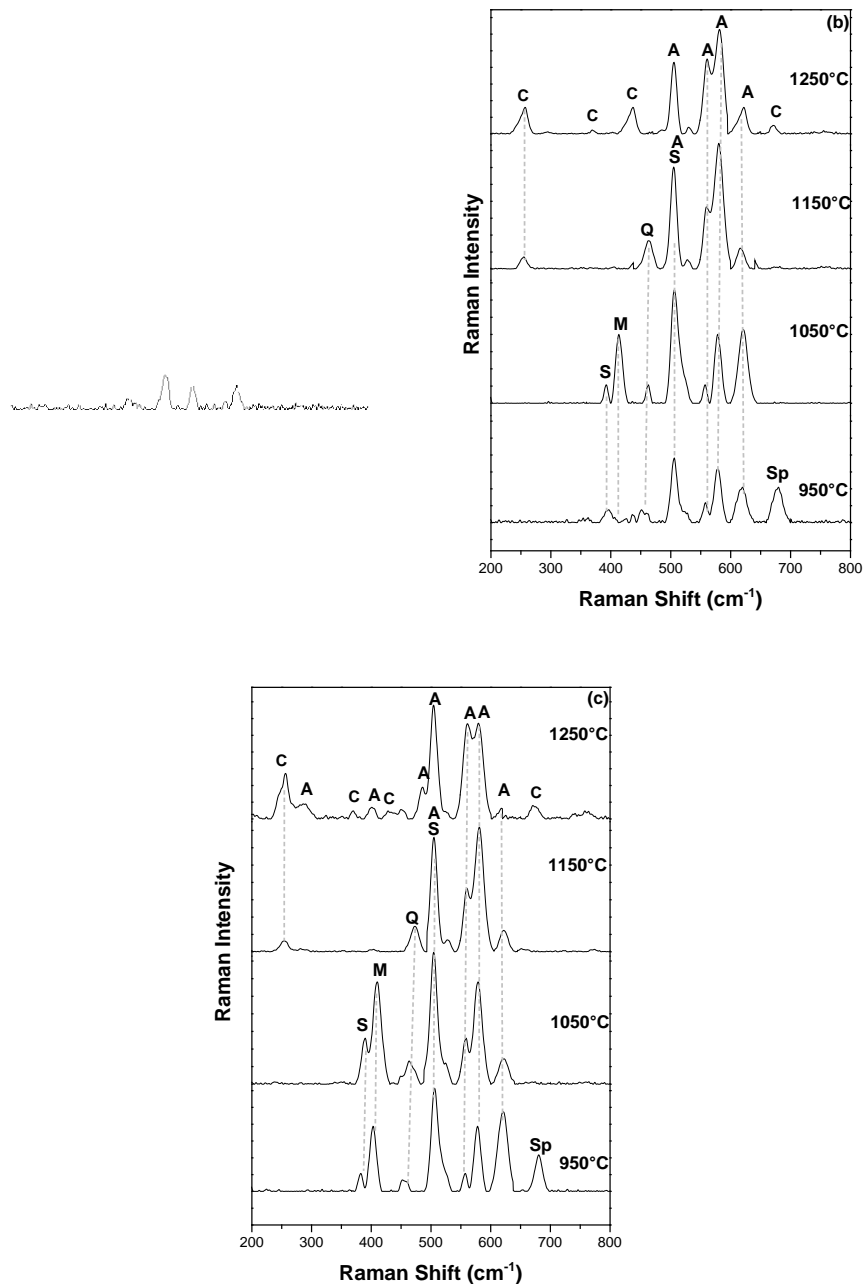 (b)
1250°C
C C C A A A A C
1150°C
Q A S
1050°C
S M
950°C
Sp
Raman Intensity
200 300 400 500 600 700 800
Raman Shift (cm-1)
(c)
1250°C
C A C A C A A A A A C
1150°C
Q A S
1050°C
S M
950°C
Sp
Raman Intensity
200 300 400 500 600 700 800
Raman Shift (cm-1)